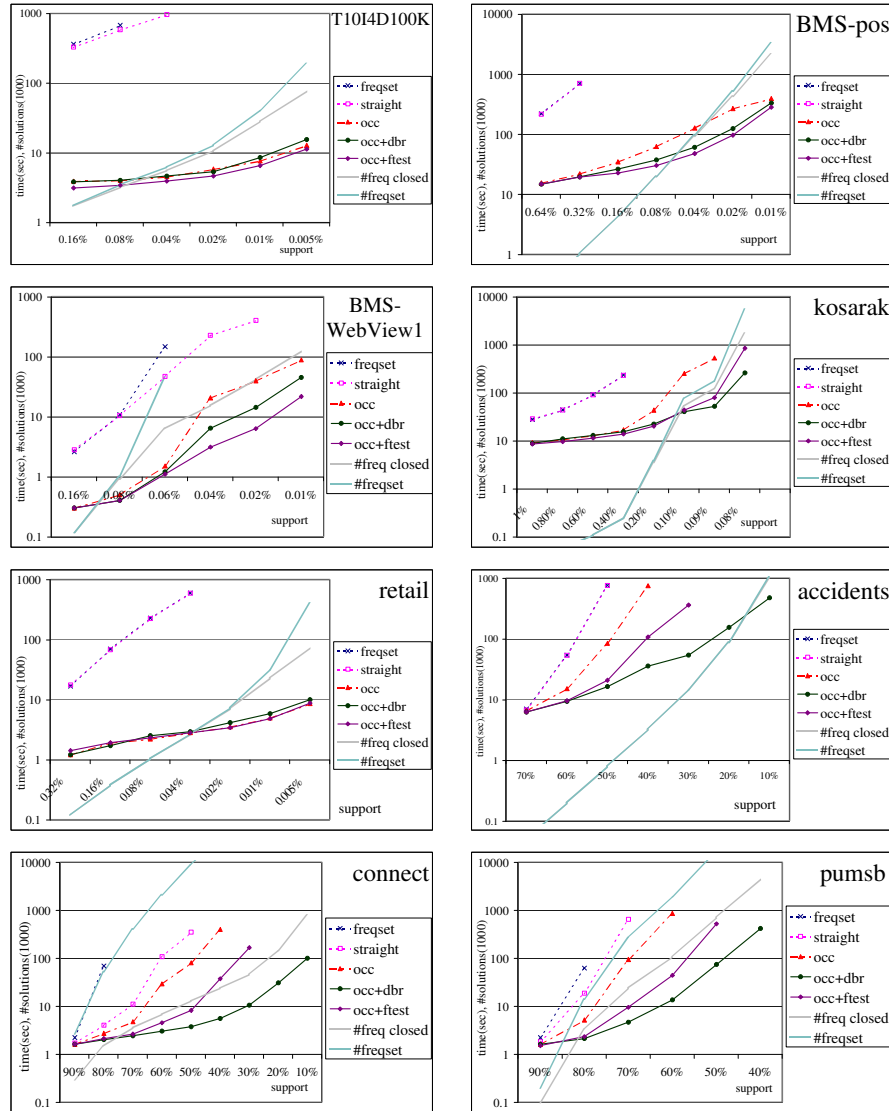 T10I4D100K
1000
100
10
1
time(sec), #solutions(1000)
0.16% 0.08% 0.04% 0.02% 0.01% 0.005%
support
freqset
straight
occ
occ+dbr
occ+ftest
#freq closed
#freqset
BMS-pos
10000
1000
100
10
1
time(sec), #solutions(1000)
0.64% 0.32% 0.16% 0.08% 0.04% 0.02% 0.01%
support
freqset
straight
occ
occ+dbr
occ+ftest
#freq closed
#freqset
BMS-
WebView1
1000
100
10
1
0.1
time(sec), #solutions(1000)
0.16% 0.08% 0.06% 0.04% 0.02% 0.01%
support
freqset
straight
occ
occ+dbr
occ+ftest
#freq closed
#freqset
kosarak
10000
1000
100
10
1
0.1
time(sec), #solutions(1000)
1% 0.80% 0.60% 0.40% 0.20% 0.10% 0.09% 0.08%
support
freqset
straight
occ
occ+dbr
occ+ftest
#freq closed
#freqset
retail
1000
100
10
1
0.1
time(sec), #solutions(1000)
0.32% 0.16% 0.08% 0.04% 0.02% 0.01% 0.005%
support
freqset
straight
occ
occ+dbr
occ+ftest
#freq closed
#freqset
accidents
1000
100
10
1
0.1
time(sec), #solutions(1000)
70% 60% 50% 40% 30% 20% 10%
support
freqset
straight
occ
occ+dbr
occ+ftest
#freq closed
#freqset
connect
10000
1000
100
10
1
0.1
time(sec), #solutions(1000)
90% 80% 70% 60% 50% 40% 30% 20% 10%
support
freqset
straight
occ
occ+dbr
occ+ftest
#freq closed
#freqset
pumsb
10000
1000
100
10
1
0.1
time(sec), #solutions(1000)
90% 80% 70% 60% 50% 40%
support
freqset
straight
occ
occ+dbr
occ+ftest
#freq closed
#freqset